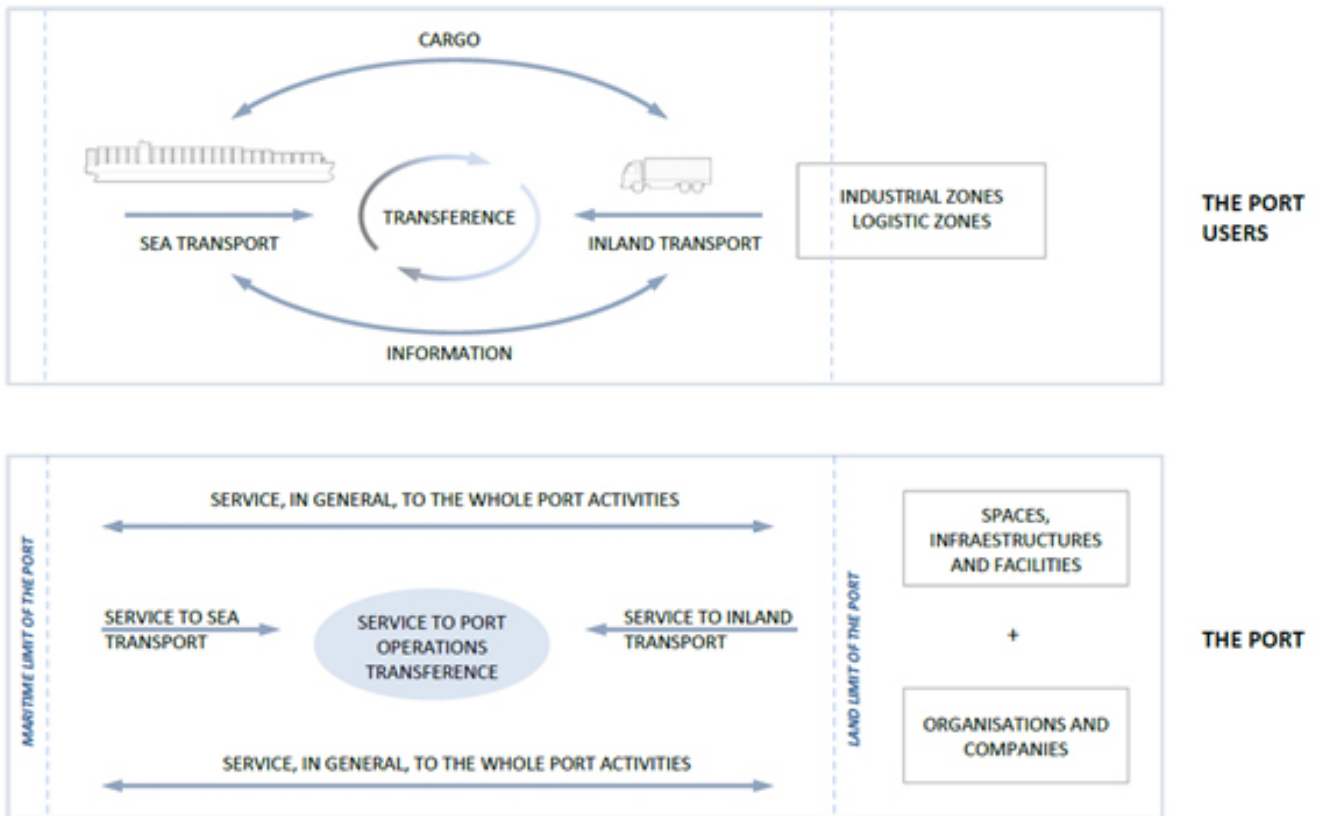 CARGO
TRANSFERENCE
SEA TRANSPORT
INLAND TRANSPORT
INDUSTRIAL ZONES
LOGISTIC ZONES
INFORMATION
THE PORT
USERS
MARITIME LIMIT OF THE PORT
SERVICE, IN GENERAL, TO THE WHOLE PORT ACTIVITIES
SERVICE TO SEA
TRANSPORT
SERVICE TO PORT
OPERATIONS
TRANSFERENCE
SERVICE TO INLAND
TRANSPORT
SERVICE, IN GENERAL, TO THE WHOLE PORT ACTIVITIES
LAND LIMIT OF THE PORT
SPACES,
INFRAESTRUCTURES
AND FACILITIES
+
ORGANISATIONS AND
COMPANIES
THE PORT